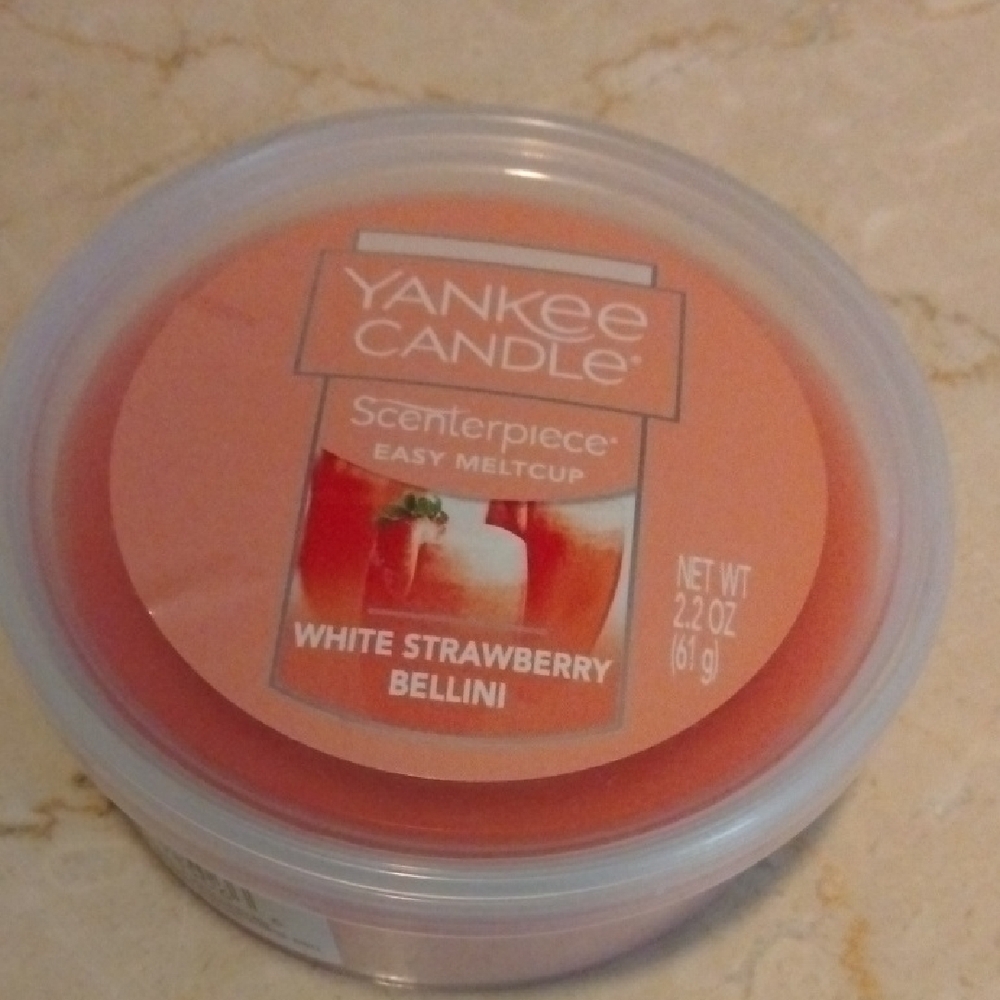 YANKEE
CANDLE®
Scenterpiece®
EASY MELTCUP
WHITE STRAWBERRY
BELLINI
NET WT
2.2 OZ
(61 g)